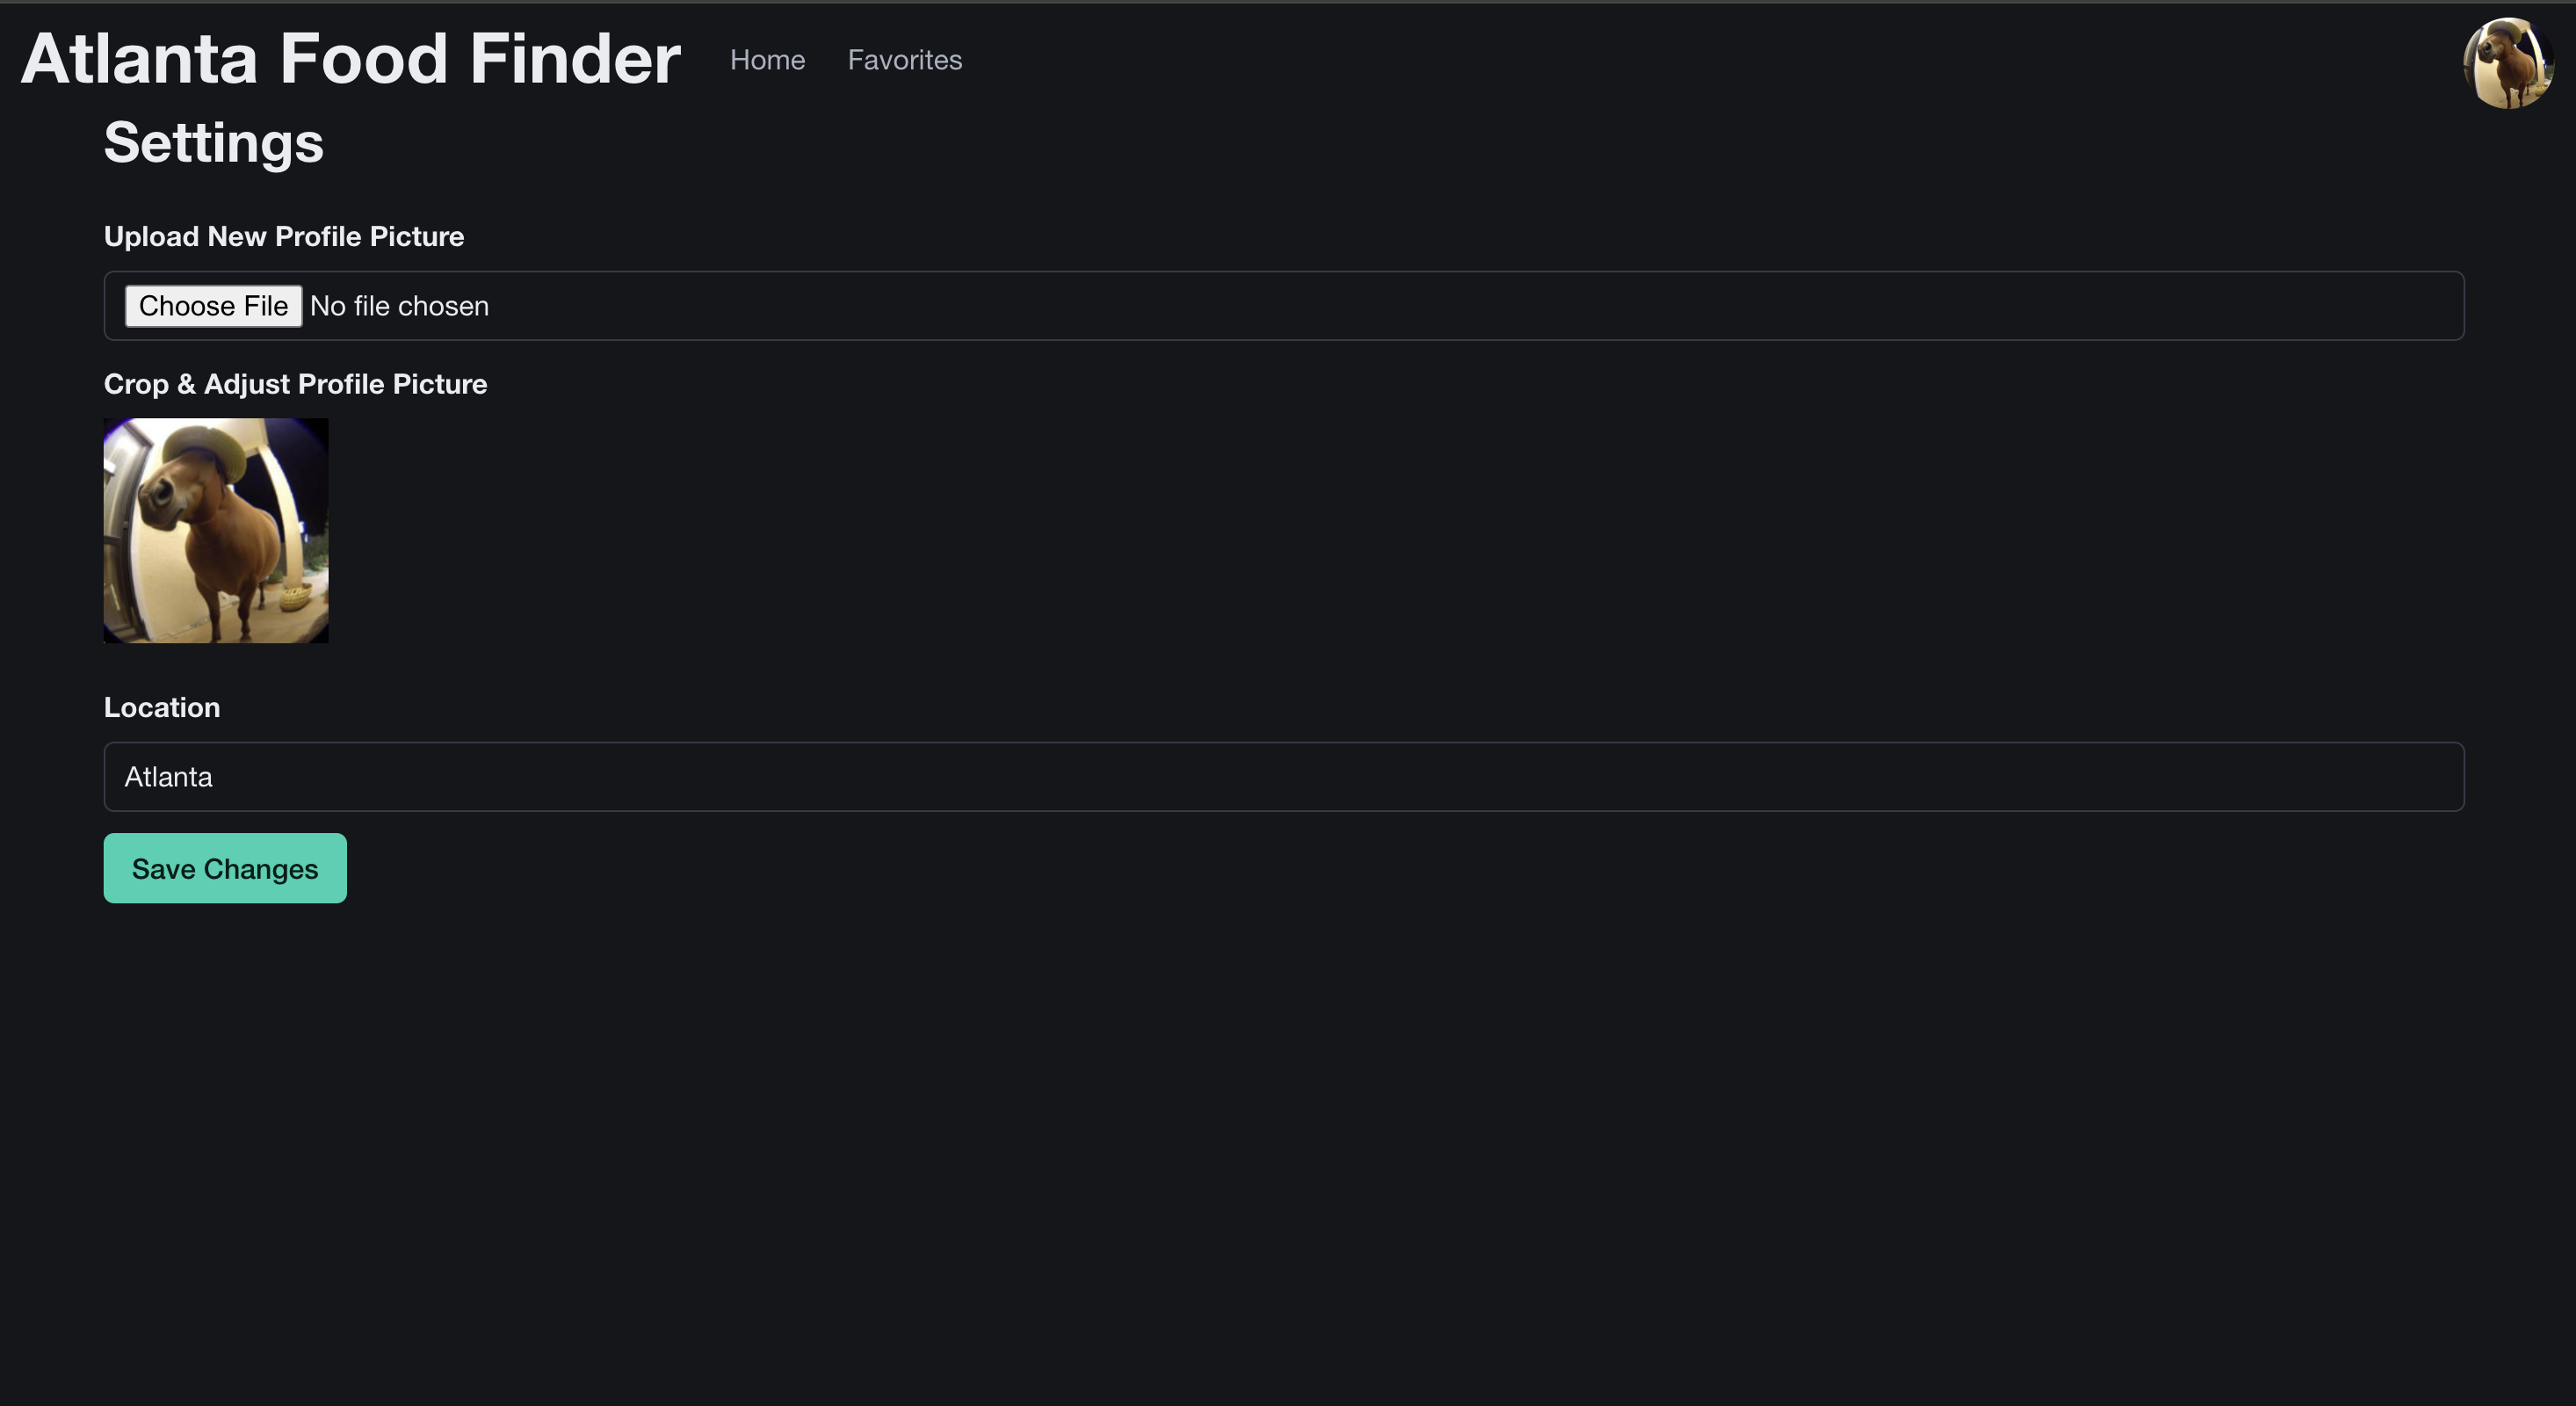 Atlanta Food Finder Home Favorites
Settings
Upload New Profile Picture
Choose File No file chosen
Crop & Adjust Profile Picture
Location
Atlanta
Save Changes